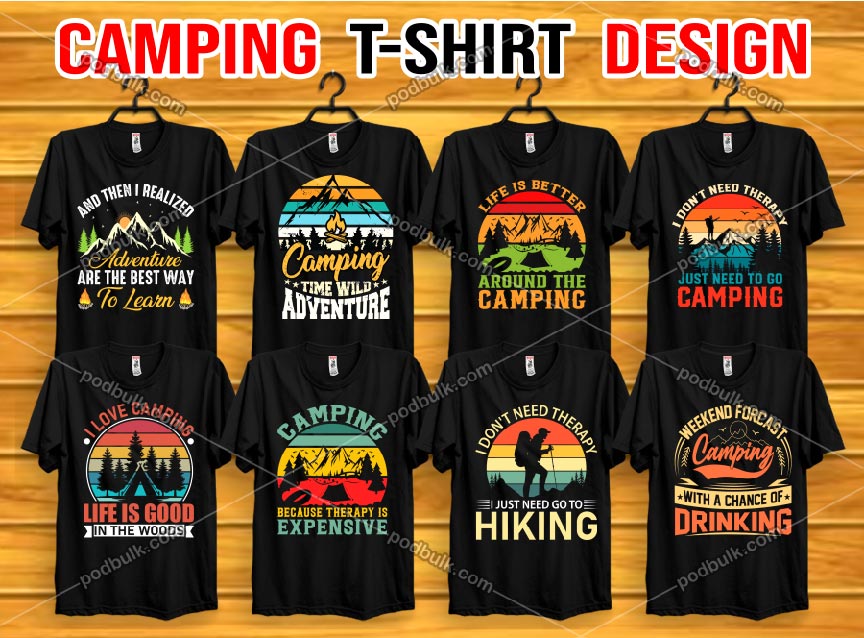 CAMPING T-SHIRT DESIGN
AND THEN I REALIZED
Adventure
ARE THE BEST WAY
To Learn
Camping
TIME WILD
ADVENTURE
LIFE IS BETTER
AROUND THE
CAMPING
I DON'T NEED THERAPY
JUST NEED TO GO
CAMPING
I LOVE CAMPING
LIFE IS GOOD
IN THE WOODS
CAMPING
BECAUSE THERAPY IS
EXPENSIVE
I DON'T NEED THERAPY
I JUST NEED GO TO
HIKING
WEEKEND FORCAST
Camping
WITH A CHANCE OF
DRINKING
podbulk.com